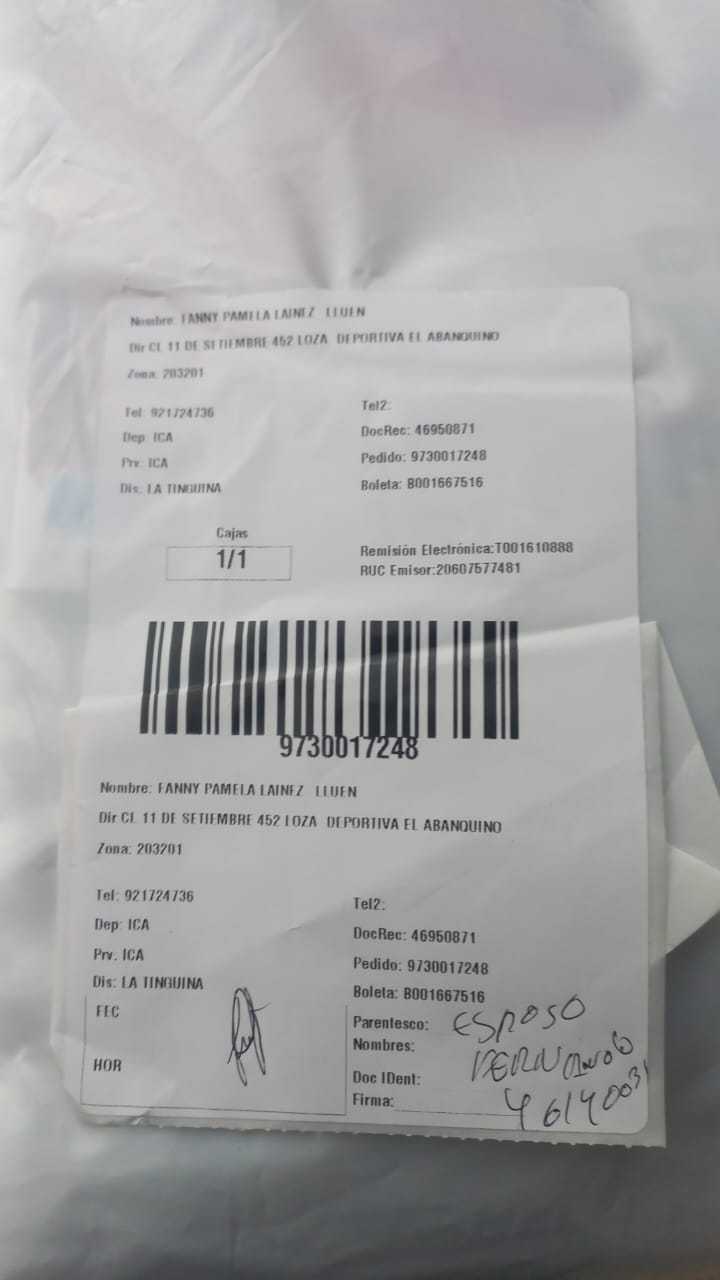 Nombre: FANNY PAMELA LAINEZ LLUEN
Dir CL 11 DE SETIEMBRE 452 LOZA DEPORTIVA EL ABANQUINO
Zona: 203201
Tel: 921724736 Tel2:
Dep: ICA DocRec: 46950871
Prv. ICA Pedido: 9730017248
Dis: LA TINGUINA Boleta: B001667516
Cajas
1/1
Remisión Electrónica:T001610888
RUC Emisor:20607577481
9730017248
Nombre: FANNY PAMELA LAINEZ LLUEN
Dir CL 11 DE SETIEMBRE 452 LOZA DEPORTIVA EL ABANQUINO
Zona: 203201
Tel: 921724736 Tel2:
Dep: ICA DocRec: 46950871
Prv. ICA Pedido: 9730017248
Dis: LA TINGUINA Boleta: B001667516
FEC
HOR
Parentesco: ESPOSO
Nombres:
Doc IDent:
Firma: